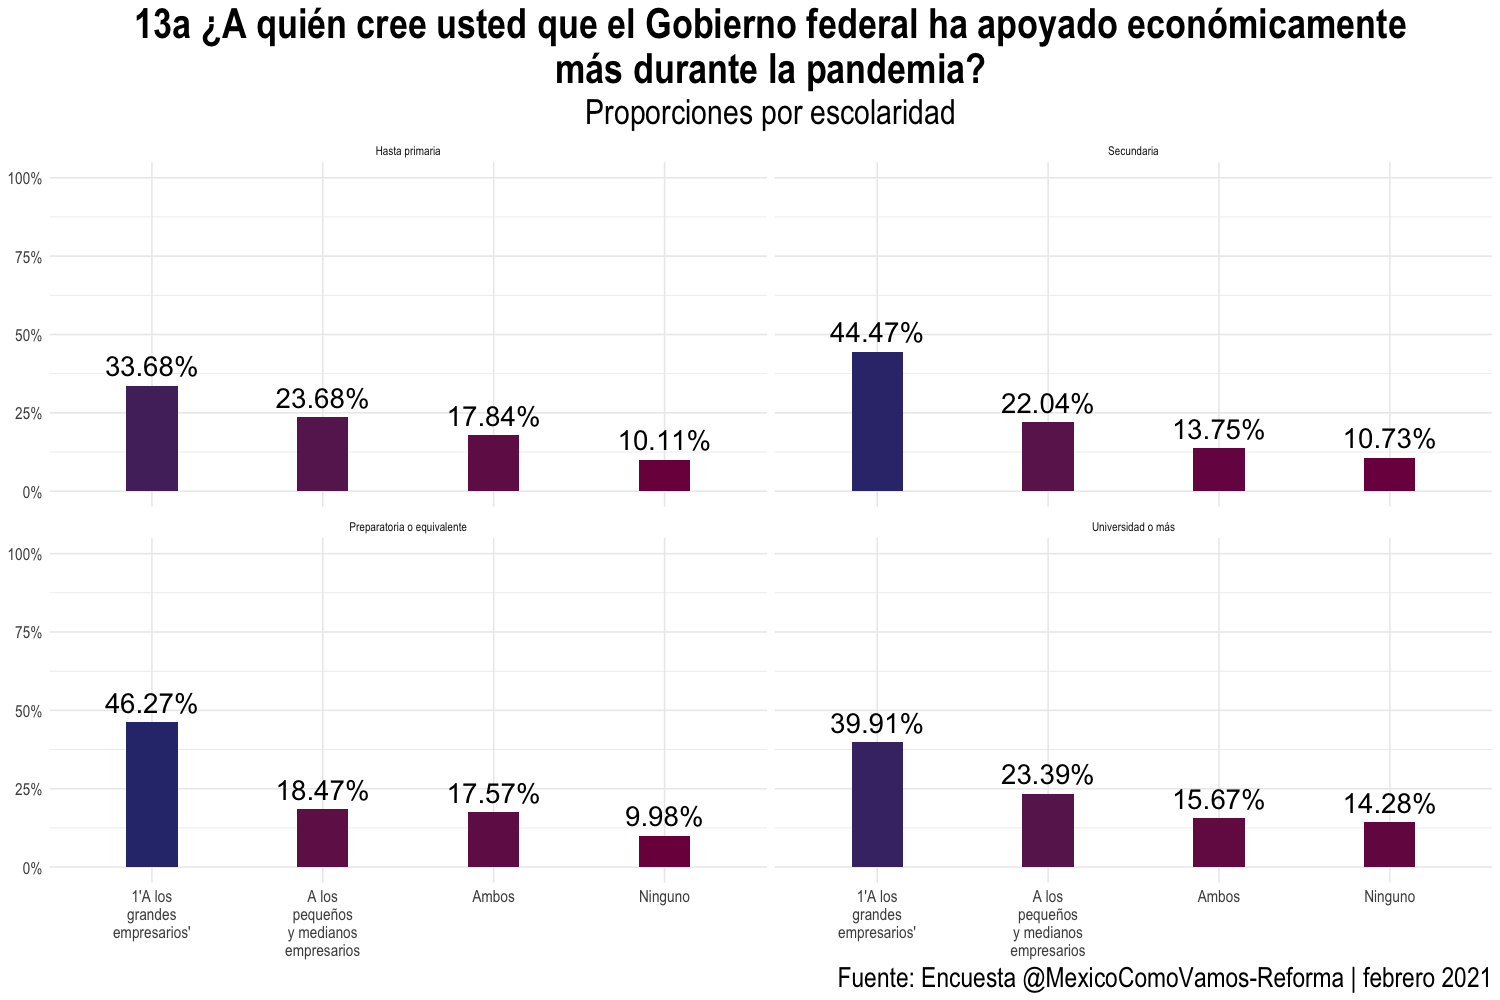 13a ¿A quién cree usted que el Gobierno federal ha apoyado económicamente
más durante la pandemia?
Proporciones por escolaridad
Hasta primaria
Secundaria
100%
75%
50%
25%
0%
33.68%
23.68%
17.84%
10.11%
44.47%
22.04%
13.75%
10.73%
Preparatoria o equivalente
Universidad o más
100%
75%
50%
25%
0%
46.27%
18.47%
17.57%
9.98%
39.91%
23.39%
15.67%
14.28%
1'A los
grandes
empresarios'
A los
pequeños
y medianos
empresarios
Ambos
Ninguno
1'A los
grandes
empresarios'
A los
pequeños
y medianos
empresarios
Ambos
Ninguno
Fuente: Encuesta @MexicoComoVamos-Reforma | febrero 2021